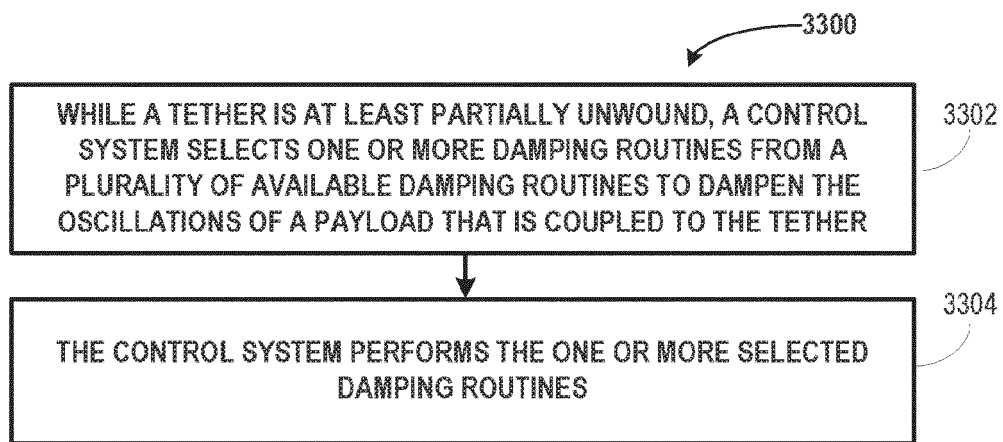 3300
WHILE A TETHER IS AT LEAST PARTIALLY UNWOUND, A CONTROL
SYSTEM SELECTS ONE OR MORE DAMPING ROUTINES FROM A
PLURALITY OF AVAILABLE DAMPING ROUTINES TO DAMPEN THE
OSCILLATIONS OF A PAYLOAD THAT IS COUPLED TO THE TETHER
3302
THE CONTROL SYSTEM PERFORMS THE ONE OR MORE SELECTED
DAMPING ROUTINES
3304